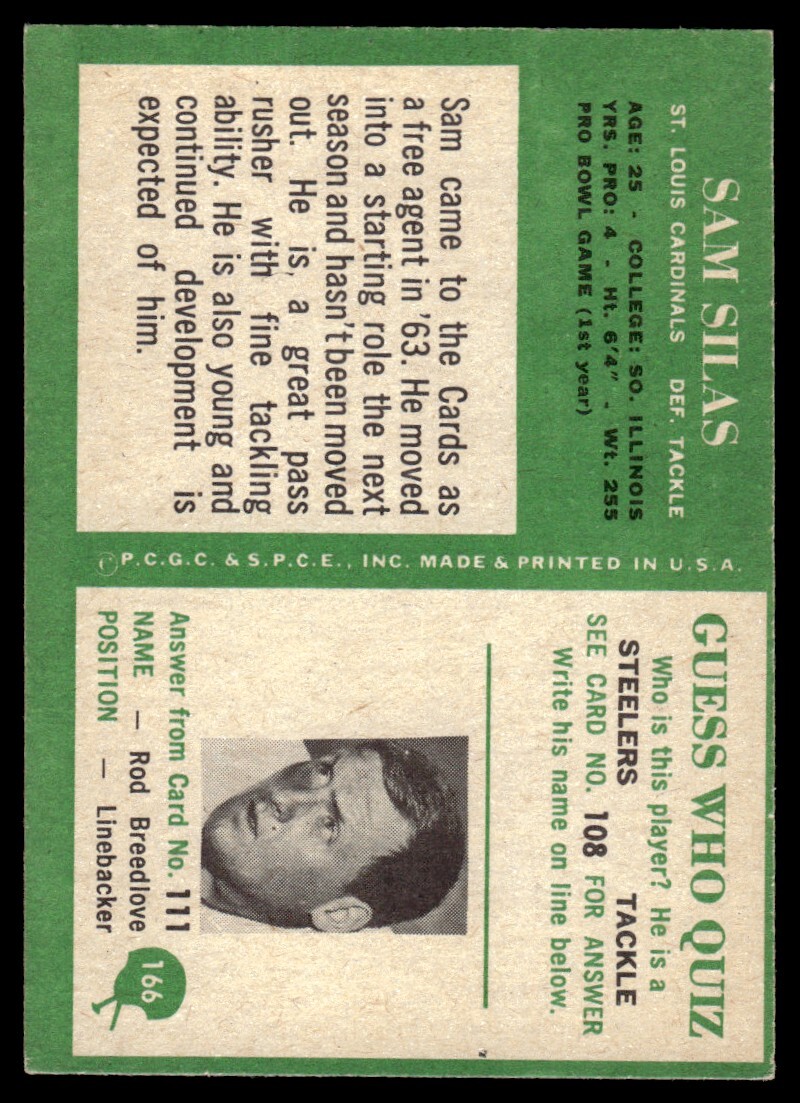 SAM SILAS
ST. LOUIS CARDINALS DEF. TACKLE
AGE: 25 - COLLEGE: SO. ILLINOIS
YRS. PRO: 4 - Ht. 6'4" - Wt. 255
PRO BOWL GAME (1st year)
Sam came to the Cards as
a free agent in '63. He moved
into a starting role the next
season and hasn't been moved
out. He is a great pass
rusher with fine tackling
ability. He is also young and
continued development is
expected of him.
©P.C.G.C. & S.P.C.E., INC. MADE & PRINTED IN U.S.A.
GUESS WHO QUIZ
Who is this player? He is a
STEELERS TACKLE
SEE CARD NO. 108 FOR ANSWER
Write his name on line below.
Answer from Card No. 111
NAME — Rod Breedlove
POSITION — Linebacker
166